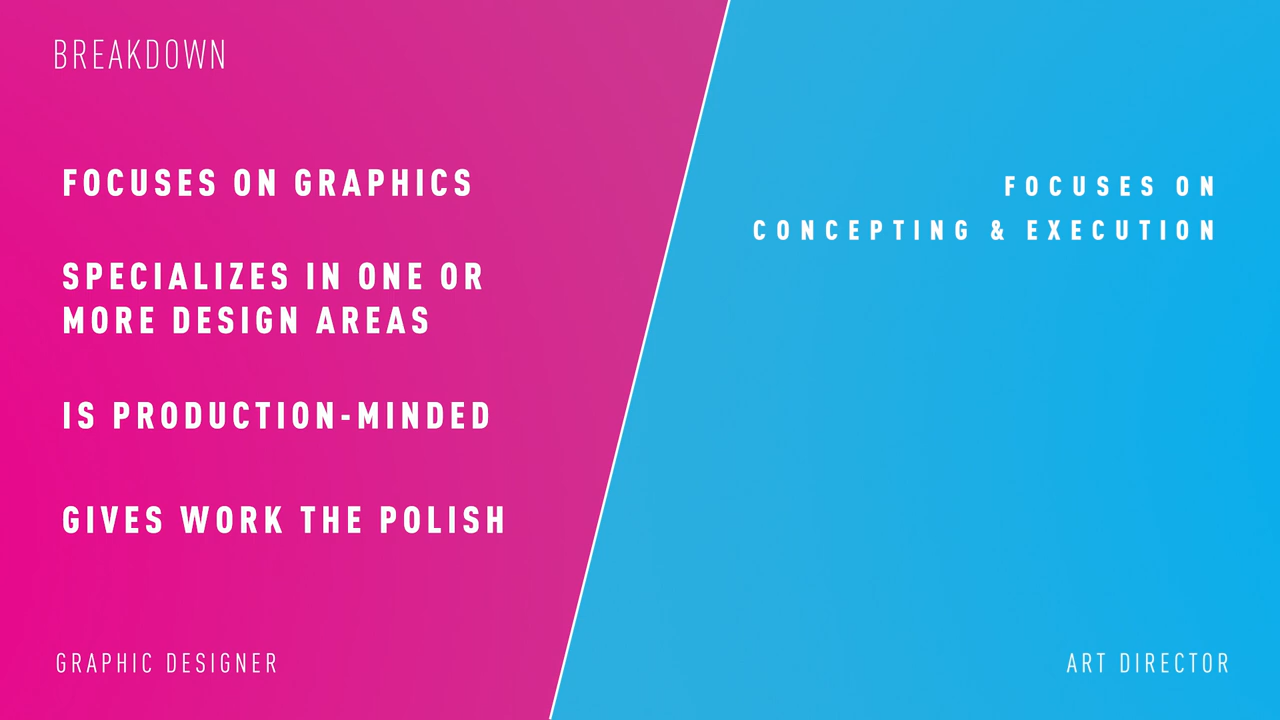 BREAKDOWN
FOCUSES ON GRAPHICS
SPECIALIZES IN ONE OR
MORE DESIGN AREAS
IS PRODUCTION-MINDED
GIVES WORK THE POLISH
GRAPHIC DESIGNER
FOCUSES ON
CONCEPTING & EXECUTION
ART DIRECTOR